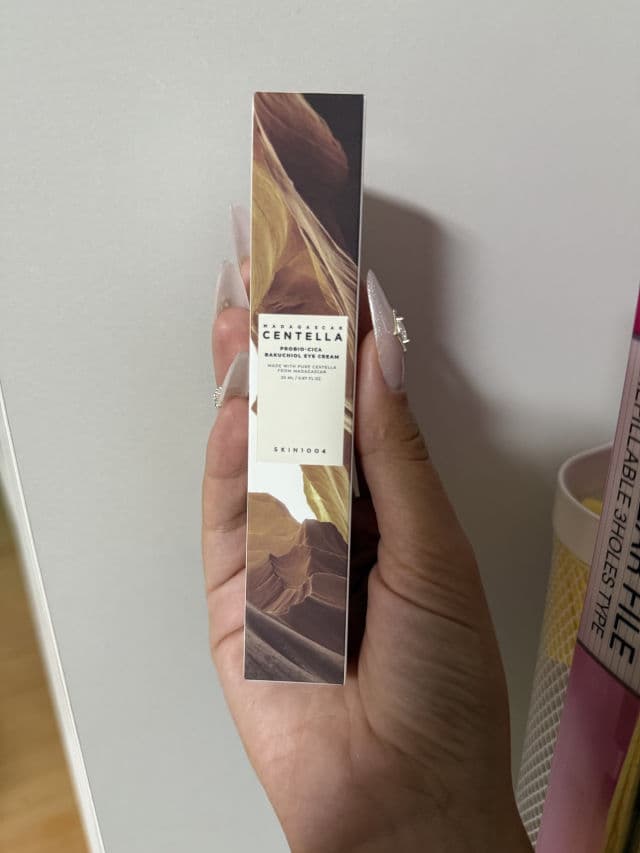 MADAGASCAR
CENTELLA
PROBIO-CICA
BAKUCHIOL EYE CREAM
MADE WITH PURE CENTELLA
FROM MADAGASCAR
20 ML / 0.67 FL.OZ
SKIN1004
FILE
3HOLES TYPE